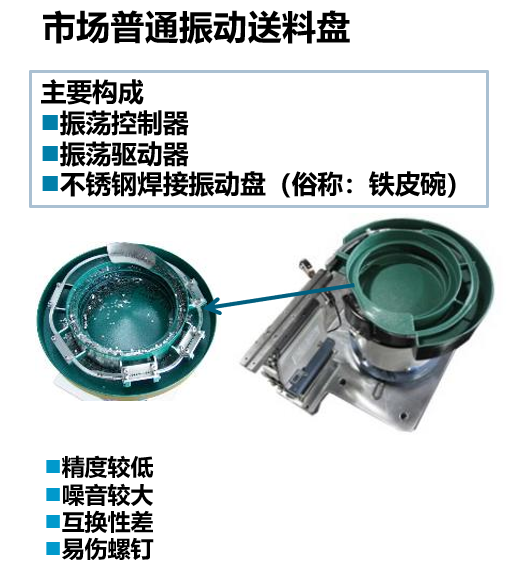 市场普通振动送料盘
主要构成
■振荡控制器
■振荡驱动器
■不锈钢焊接振动盘（俗称：铁皮碗）
■精度较低
■噪音较大
■互换性差
■易伤螺钉